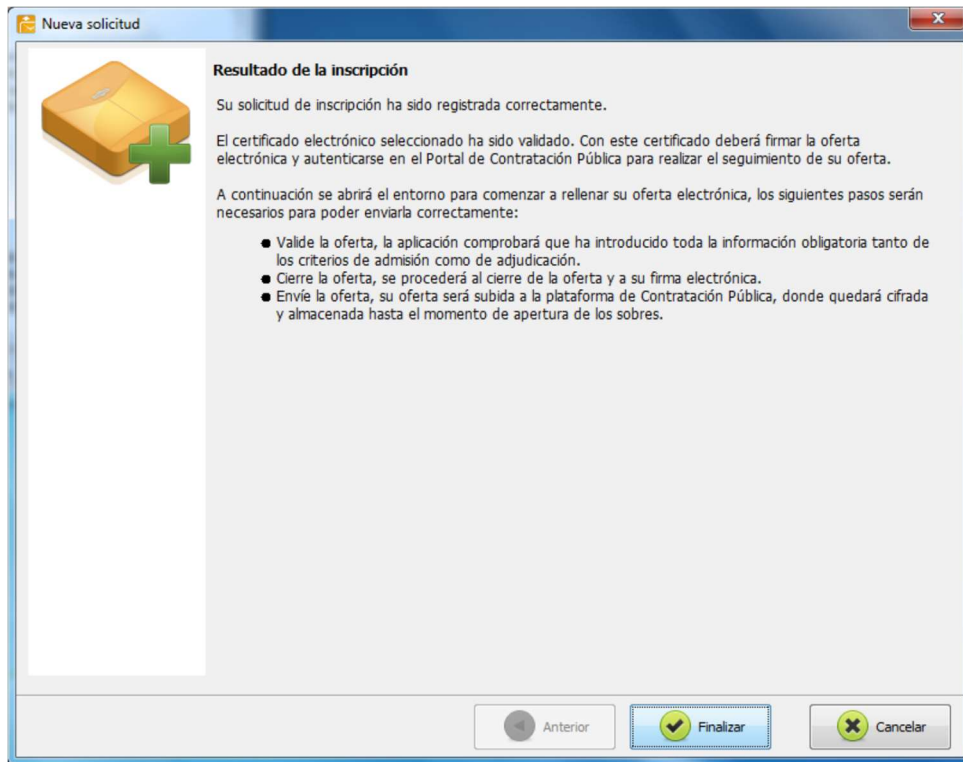 Nueva solicitud
Resultado de la inscripción
Su solicitud de inscripción ha sido registrada correctamente.
El certificado electrónico seleccionado ha sido validado. Con este certificado deberá firmar la oferta
electrónica y autenticarse en el Portal de Contratación Pública para realizar el seguimiento de su oferta.
A continuación se abrirá el entorno para comenzar a rellenar su oferta electrónica, los siguientes pasos serán
necesarios para poder enviarla correctamente:
● Valide la oferta, la aplicación comprobará que ha introducido toda la información obligatoria tanto de
los criterios de admisión como de adjudicación.
● Cierre la oferta, se procederá al cierre de la oferta y a su firma electrónica.
● Envíe la oferta, su oferta será subida a la plataforma de Contratación Pública, donde quedará cifrada
y almacenada hasta el momento de apertura de los sobres.
Anterior Finalizar Cancelar